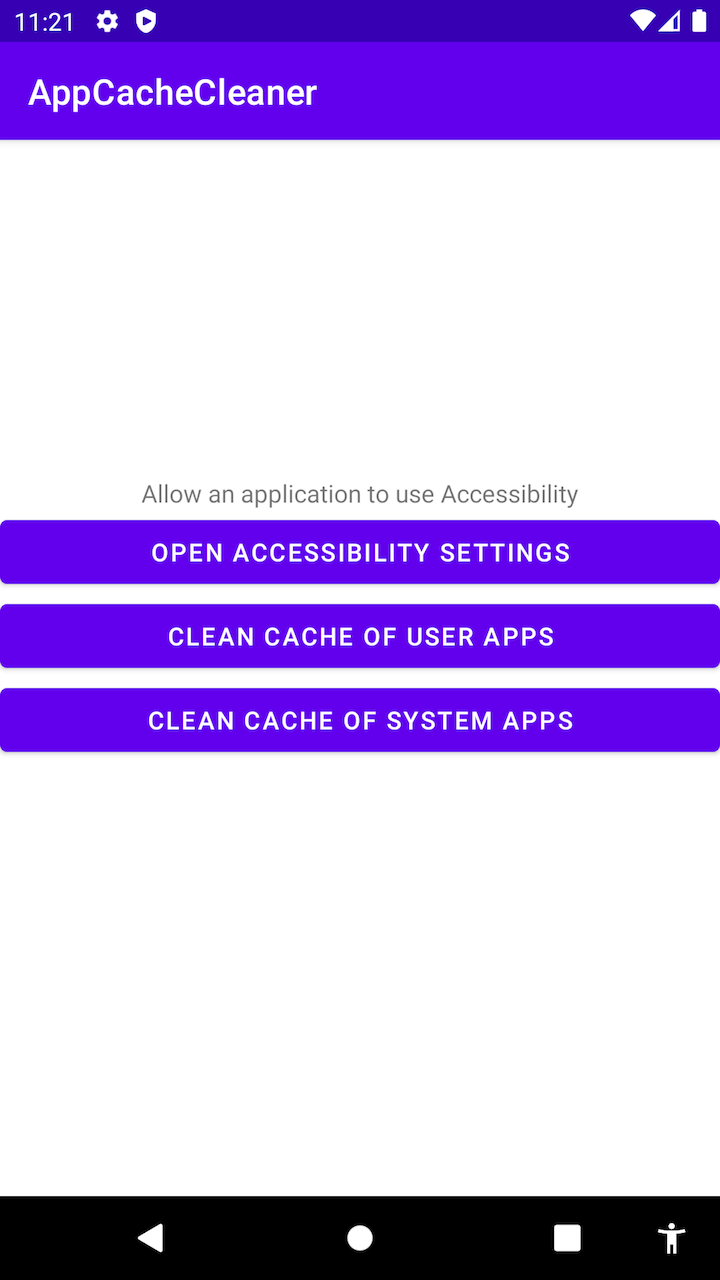 11:21
AppCacheCleaner
Allow an application to use Accessibility
OPEN ACCESSIBILITY SETTINGS
CLEAN CACHE OF USER APPS
CLEAN CACHE OF SYSTEM APPS